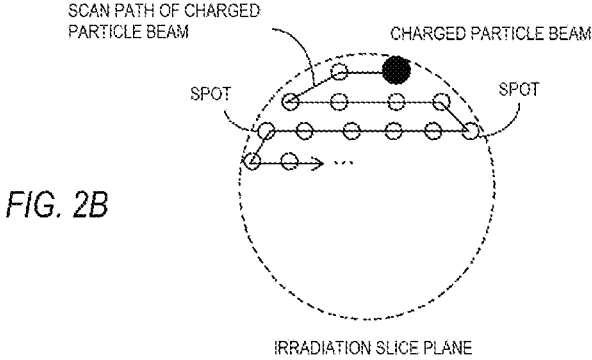 SCAN PATH OF CHARGED
PARTICLE BEAM
CHARGED PARTICLE BEAM
SPOT
SPOT
...
FIG. 2B
IRRADIATION SLICE PLANE